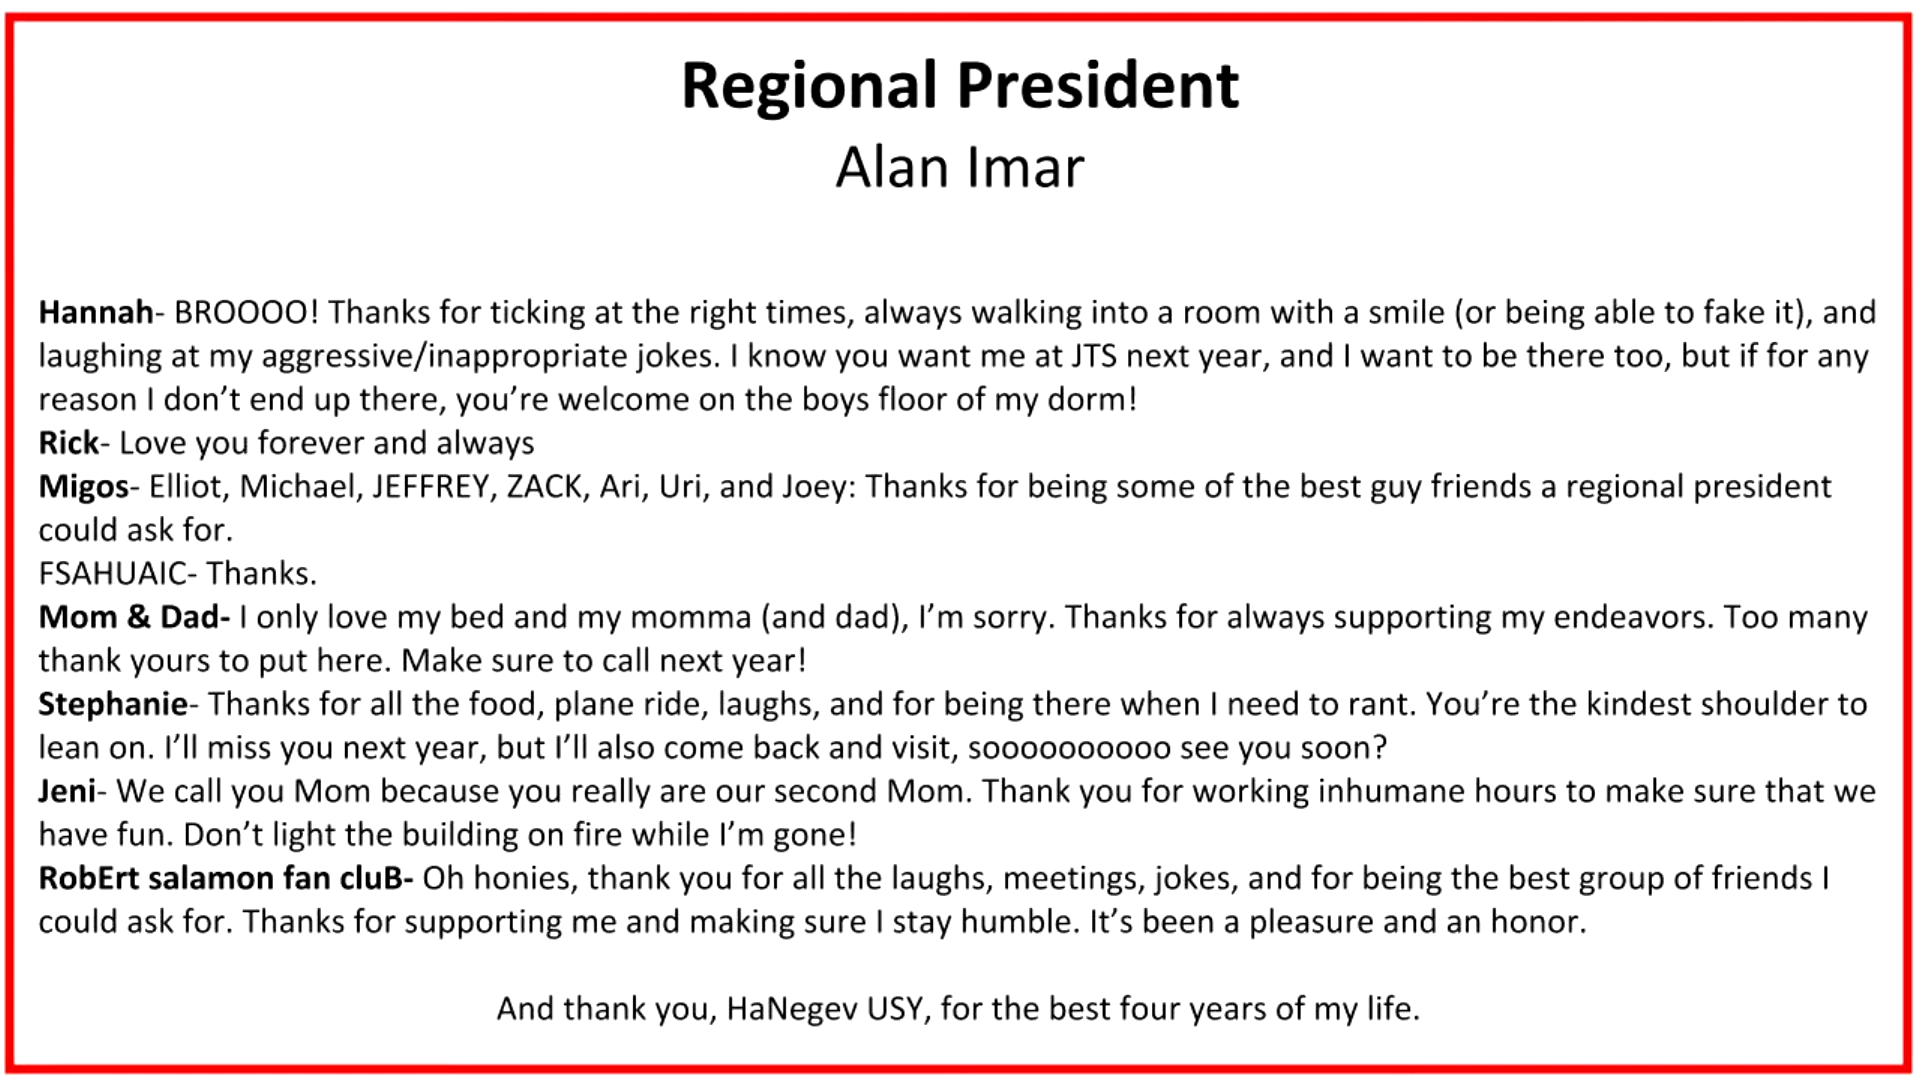 Regional President
Alan Imar
Hannah- BROOOO! Thanks for ticking at the right times, always walking into a room with a smile (or being able to fake it), and
laughing at my aggressive/inappropriate jokes. I know you want me at JTS next year, and I want to be there too, but if for any
reason I don’t end up there, you’re welcome on the boys floor of my dorm!
Rick- Love you forever and always
Migos- Elliot, Michael, JEFFREY, ZACK, Ari, Uri, and Joey: Thanks for being some of the best guy friends a regional president
could ask for.
FSAHUAIC- Thanks.
Mom & Dad- I only love my bed and my momma (and dad), I’m sorry. Thanks for always supporting my endeavors. Too many
thank yours to put here. Make sure to call next year!
Stephanie- Thanks for all the food, plane ride, laughs, and for being there when I need to rant. You’re the kindest shoulder to
lean on. I’ll miss you next year, but I’ll also come back and visit, soooooooooo see you soon?
Jeni- We call you Mom because you really are our second Mom. Thank you for working inhumane hours to make sure that we
have fun. Don’t light the building on fire while I’m gone!
RobErt salamon fan cluB- Oh honies, thank you for all the laughs, meetings, jokes, and for being the best group of friends I
could ask for. Thanks for supporting me and making sure I stay humble. It’s been a pleasure and an honor.
And thank you, HaNegev USY, for the best four years of my life.